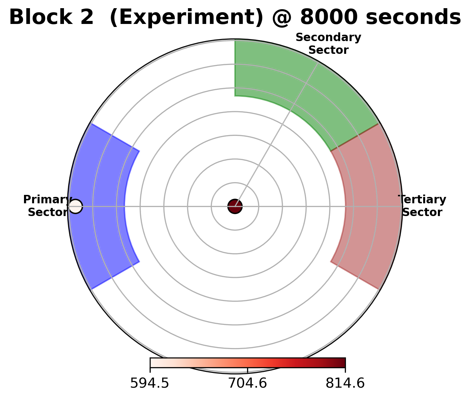 Block 2  (Experiment) @ 8000 seconds
Secondary
Sector
Primary
Sector
Tertiary
Sector
594.5 704.6 814.6